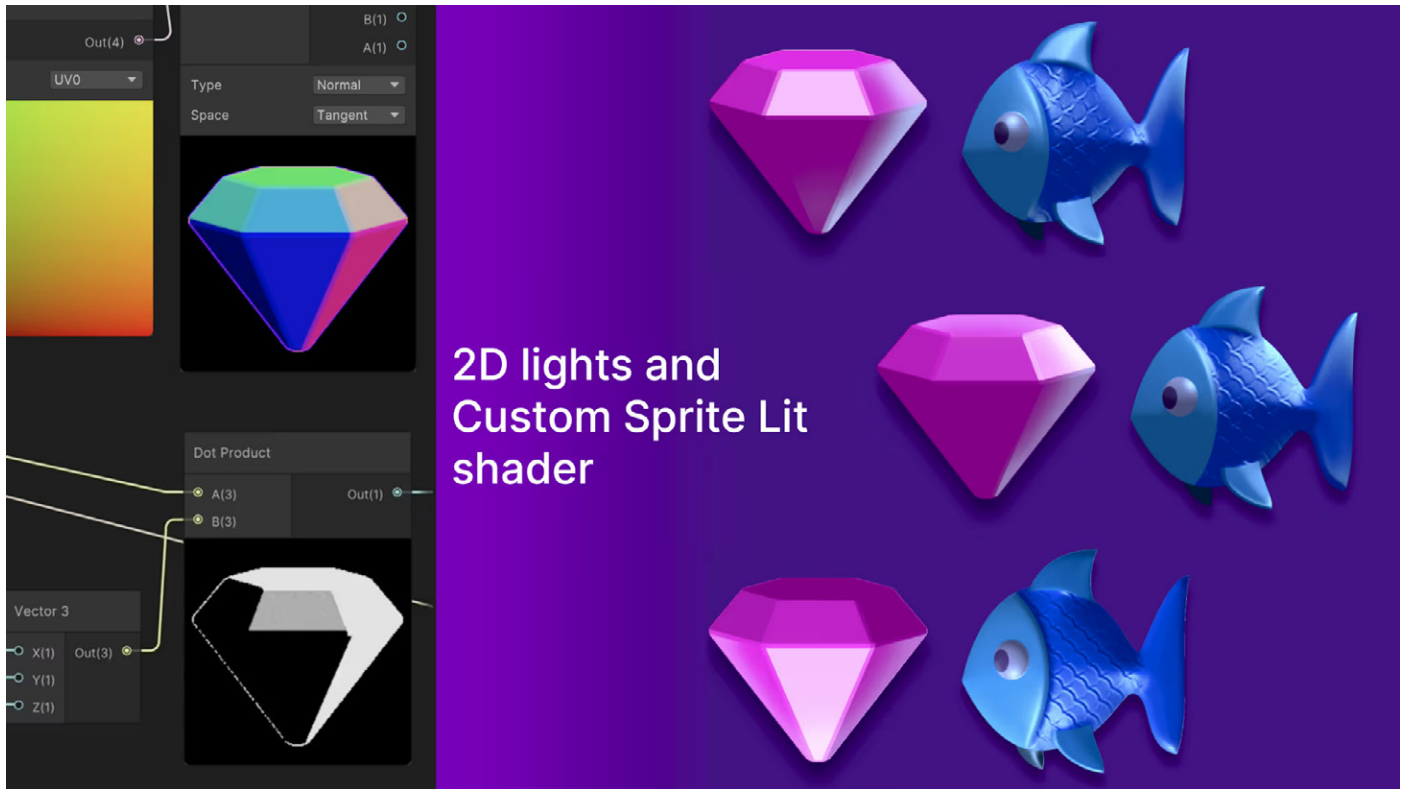 Out(4)
UV0
B(1)
A(1)
Type
Normal
Space
Tangent
2D lights and
Custom Sprite Lit
shader
Dot Product
A(3)
Out(1)
B(3)
Vector 3
X(1)
Out(3)
Y(1)
Z(1)